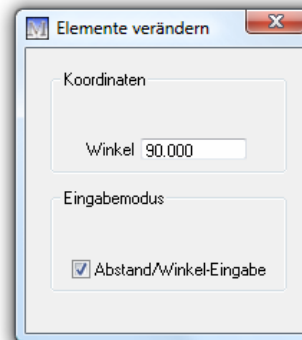 M Elemente verändern
Koordinaten
Winkel 90.000
Eingabemodus
Abstand/Winkel-Eingabe